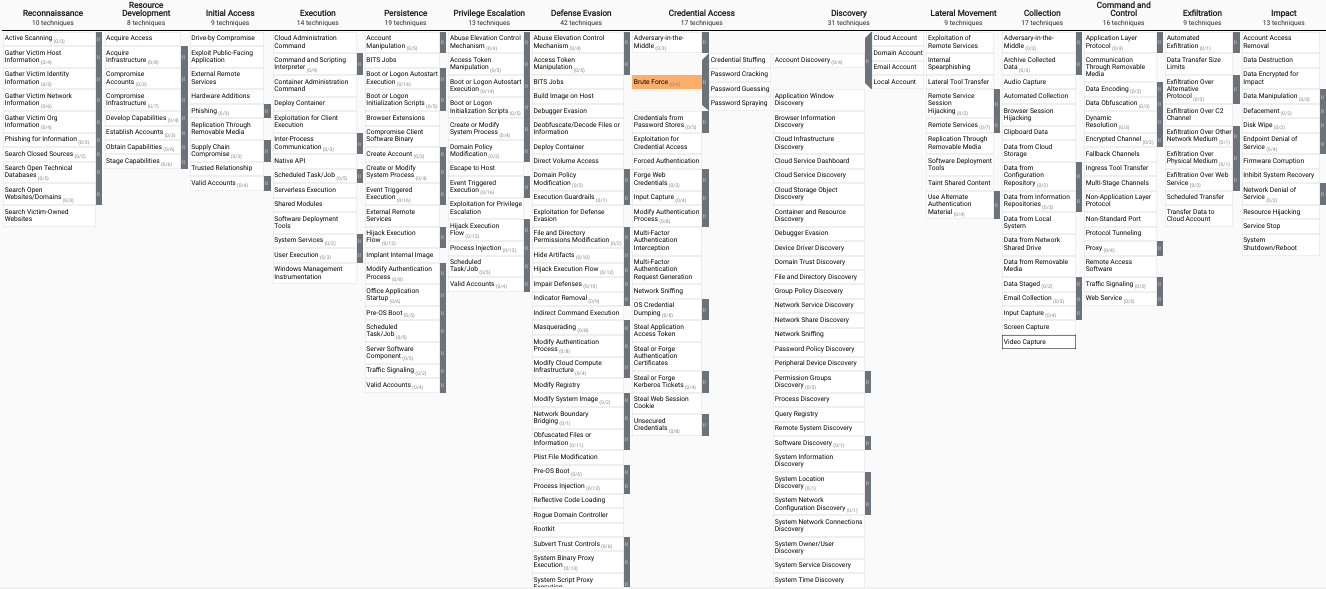 Reconnaissance
10 techniques
Active Scanning (0/3)
Gather Victim Host
Information (0/4)
Gather Victim Identity
Information (0/3)
Gather Victim Network
Information (0/6)
Gather Victim Org
Information (0/4)
Phishing for Information (0/3)
Search Closed Sources (0/2)
Search Open Technical
Databases (0/5)
Search Open
Websites/Domains (0/3)
Search Victim-Owned
Websites
Resource
Development
8 techniques
Acquire Access
Acquire
Infrastructure (0/8)
Compromise
Accounts (0/3)
Compromise
Infrastructure (0/7)
Develop Capabilities (0/4)
Establish Accounts (0/3)
Obtain Capabilities (0/6)
Stage Capabilities (0/6)
Initial Access
9 techniques
Drive-by Compromise
Exploit Public-Facing
Application
External Remote
Services
Hardware Additions
Phishing (0/3)
Replication Through
Removable Media
Supply Chain
Compromise (0/3)
Trusted Relationship
Valid Accounts (0/4)
Execution
14 techniques
Cloud Administration
Command
Command and Scripting
Interpreter (0/9)
Container Administration
Command
Deploy Container
Exploitation for Client
Execution
Inter-Process
Communication (0/3)
Native API
Scheduled Task/Job (0/5)
Serverless Execution
Shared Modules
Software Deployment
Tools
System Services (0/2)
User Execution (0/3)
Windows Management
Instrumentation
Persistence
19 techniques
Account
Manipulation (0/5)
BITS Jobs
Boot or Logon Autostart
Execution (0/14)
Boot or Logon
Initialization Scripts (0/5)
Browser Extensions
Compromise Client
Software Binary
Create Account (0/3)
Create or Modify
System Process (0/4)
Event Triggered
Execution (0/16)
External Remote
Services
Hijack Execution
Flow (0/12)
Implant Internal Image
Modify Authentication
Process (0/8)
Office Application
Startup (0/6)
Pre-OS Boot (0/5)
Scheduled
Task/Job (0/5)
Server Software
Component (0/5)
Traffic Signaling (0/2)
Valid Accounts (0/4)
Privilege Escalation
13 techniques
Abuse Elevation Control
Mechanism (0/4)
Access Token
Manipulation (0/5)
Boot or Logon Autostart
Execution (0/14)
Boot or Logon
Initialization Scripts (0/5)
Create or Modify
System Process (0/4)
Domain Policy
Modification (0/2)
Escape to Host
Event Triggered
Execution (0/16)
Exploitation for Privilege
Escalation
Hijack Execution
Flow (0/12)
Process Injection (0/12)
Scheduled
Task/Job (0/5)
Valid Accounts (0/4)
Defense Evasion
42 techniques
Abuse Elevation Control
Mechanism (0/4)
Access Token
Manipulation (0/5)
BITS Jobs
Build Image on Host
Debugger Evasion
Deobfuscate/Decode Files or
Information
Deploy Container
Direct Volume Access
Domain Policy
Modification (0/2)
Execution Guardrails (0/1)
Exploitation for Defense
Evasion
File and Directory
Permissions Modification (0/2)
Hide Artifacts (0/10)
Hijack Execution Flow (0/12)
Impair Defenses (0/10)
Indicator Removal (0/9)
Indirect Command Execution
Masquerading (0/8)
Modify Authentication
Process (0/8)
Modify Cloud Compute
Infrastructure (0/4)
Modify Registry
Modify System Image (0/2)
Network Boundary
Bridging (0/1)
Obfuscated Files or
Information (0/11)
Plist File Modification
Pre-OS Boot (0/5)
Process Injection (0/12)
Reflective Code Loading
Rogue Domain Controller
Rootkit
Subvert Trust Controls (0/6)
System Binary Proxy
Execution (0/13)
System Script Proxy
Execution
Credential Access
17 techniques
Adversary-in-the-
Middle (0/3)
Brute Force (0/4)
Credential Stuffing
Password Cracking
Password Guessing
Password Spraying
Credentials from
Password Stores (0/5)
Exploitation for
Credential Access
Forced Authentication
Forge Web
Credentials (0/2)
Input Capture (0/4)
Modify Authentication
Process (0/8)
Multi-Factor
Authentication
Interception
Multi-Factor
Authentication
Request Generation
Network Sniffing
OS Credential
Dumping (0/8)
Steal Application
Access Token
Steal or Forge
Authentication
Certificates
Steal or Forge
Kerberos Tickets (0/4)
Steal Web Session
Cookie
Unsecured
Credentials (0/8)
Discovery
31 techniques
Account Discovery (0/4)
Cloud Account
Domain Account
Email Account
Local Account
Application Window
Discovery
Browser Information
Discovery
Cloud Infrastructure
Discovery
Cloud Service Dashboard
Cloud Service Discovery
Cloud Storage Object
Discovery
Container and Resource
Discovery
Debugger Evasion
Device Driver Discovery
Domain Trust Discovery
File and Directory Discovery
Group Policy Discovery
Network Service Discovery
Network Share Discovery
Network Sniffing
Password Policy Discovery
Peripheral Device Discovery
Permission Groups
Discovery (0/3)
Process Discovery
Query Registry
Remote System Discovery
Software Discovery (0/1)
System Information
Discovery
System Location
Discovery (0/1)
System Network
Configuration Discovery (0/1)
System Network Connections
Discovery
System Owner/User
Discovery
System Service Discovery
System Time Discovery
Lateral Movement
9 techniques
Exploitation of
Remote Services
Internal
Spearphishing
Lateral Tool Transfer
Remote Service
Session
Hijacking (0/2)
Remote Services (0/7)
Replication Through
Removable Media
Software Deployment
Tools
Taint Shared Content
Use Alternate
Authentication
Material (0/4)
Collection
17 techniques
Adversary-in-the-
Middle (0/3)
Archive Collected
Data (0/3)
Audio Capture
Automated Collection
Browser Session
Hijacking
Clipboard Data
Data from Cloud
Storage
Data from
Configuration
Repository (0/2)
Data from Information
Repositories (0/3)
Data from Local
System
Data from Network
Shared Drive
Data from Removable
Media
Data Staged (0/2)
Email Collection (0/3)
Input Capture (0/4)
Screen Capture
Video Capture
Command and
Control
16 techniques
Application Layer
Protocol (0/4)
Communication
Through Removable
Media
Data Encoding (0/2)
Data Obfuscation (0/3)
Dynamic
Resolution (0/3)
Encrypted Channel (0/2)
Fallback Channels
Ingress Tool Transfer
Multi-Stage Channels
Non-Application Layer
Protocol
Non-Standard Port
Protocol Tunneling
Proxy (0/4)
Remote Access
Software
Traffic Signaling (0/2)
Web Service (0/3)
Exfiltration
9 techniques
Automated
Exfiltration (0/1)
Data Transfer Size
Limits
Exfiltration Over
Alternative
Protocol (0/3)
Exfiltration Over C2
Channel
Exfiltration Over Other
Network Medium (0/1)
Exfiltration Over
Physical Medium (0/1)
Exfiltration Over Web
Service (0/3)
Scheduled Transfer
Transfer Data to
Cloud Account
Impact
13 techniques
Account Access
Removal
Data Destruction
Data Encrypted for
Impact
Data Manipulation (0/3)
Defacement (0/2)
Disk Wipe (0/2)
Endpoint Denial of
Service (0/4)
Firmware Corruption
Inhibit System Recovery
Network Denial of
Service (0/2)
Resource Hijacking
Service Stop
System
Shutdown/Reboot